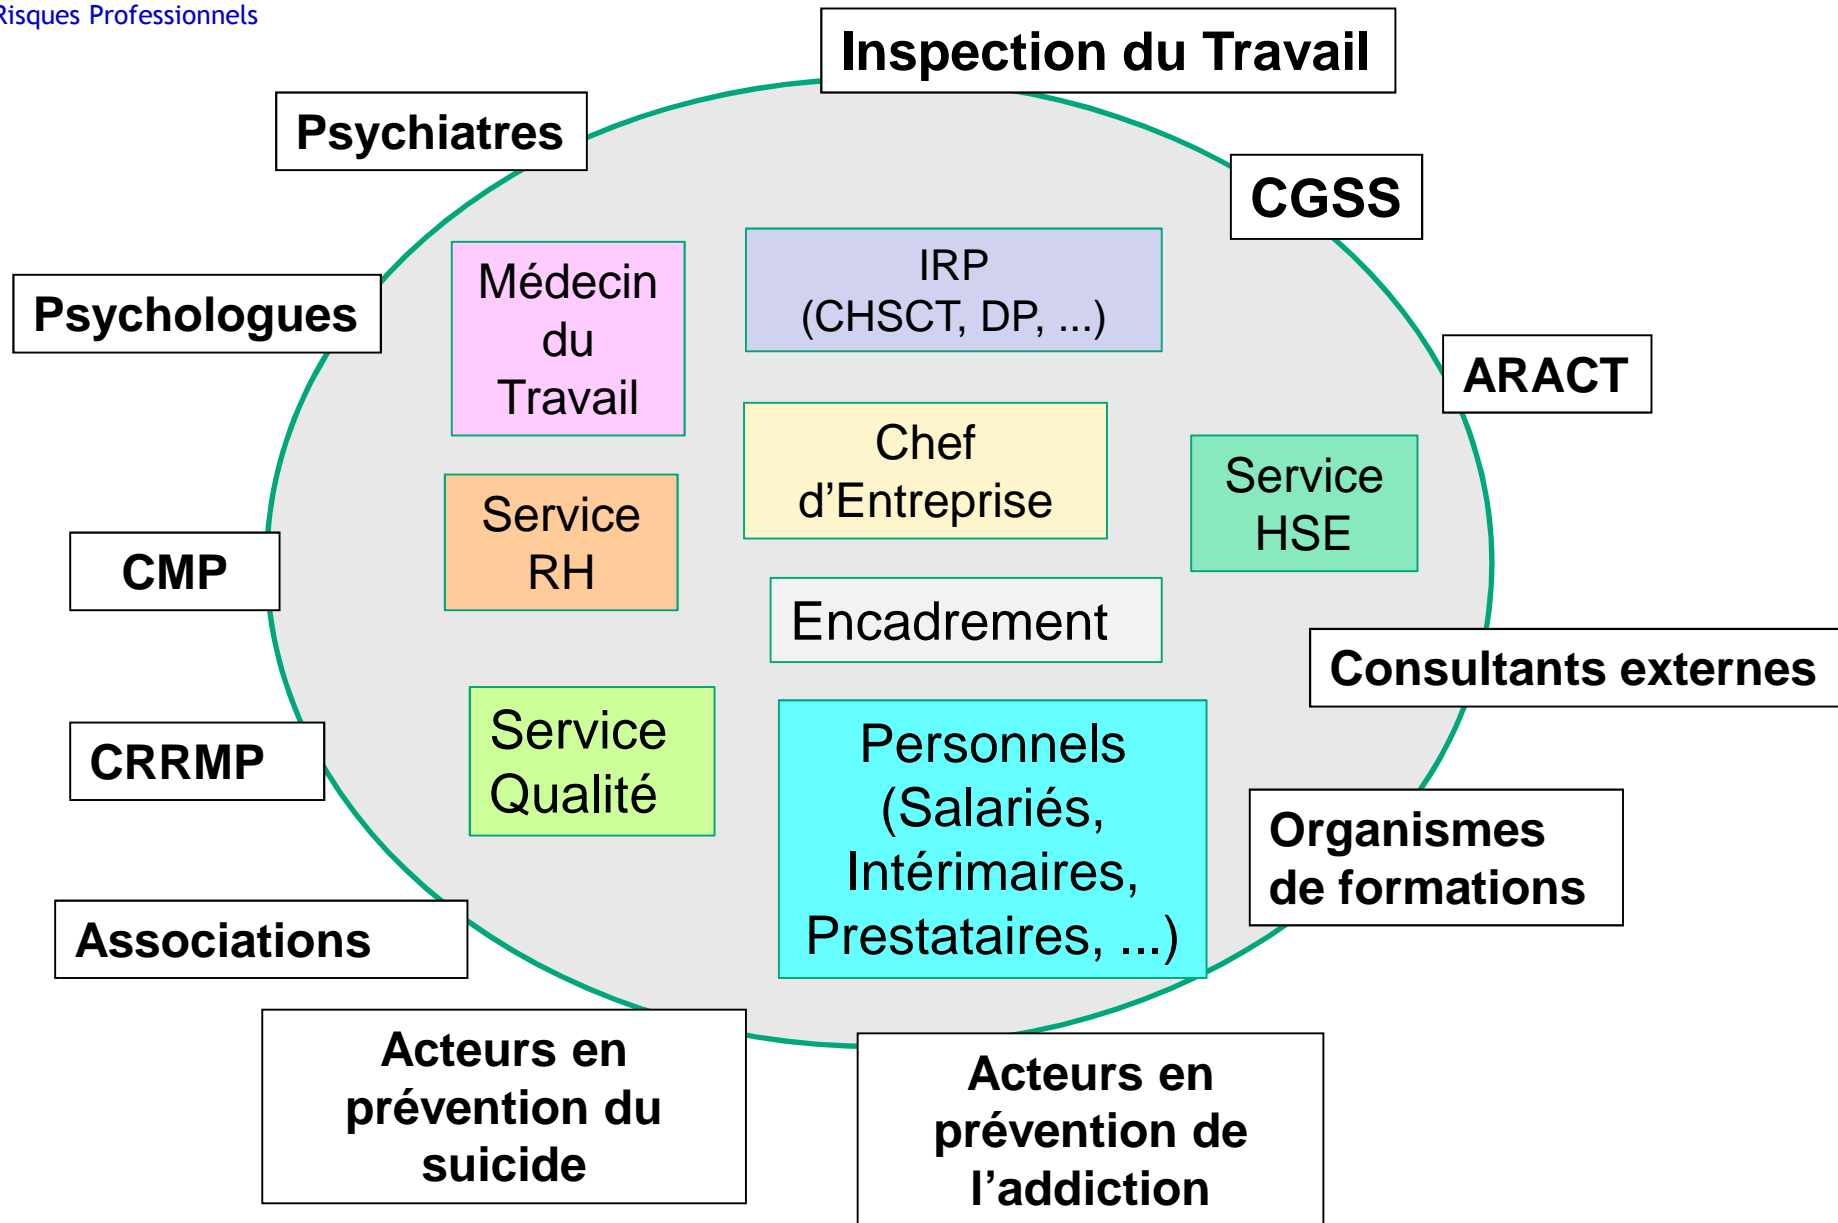 Risques Professionnels
Inspection du Travail
Psychiatres
CGSS
Médecin
du
Travail
IRP
(CHSCT, DP, ...)
Psychologues
ARACT
Chef
d’Entreprise
Service
HSE
Service
RH
CMP
Encadrement
Consultants externes
Service
Qualité
CRRMP
Personnels
(Salariés,
Intérimaires,
Prestataires, ...)
Organismes
de formations
Associations
Acteurs en
prévention du
suicide
Acteurs en
prévention de
l’addiction